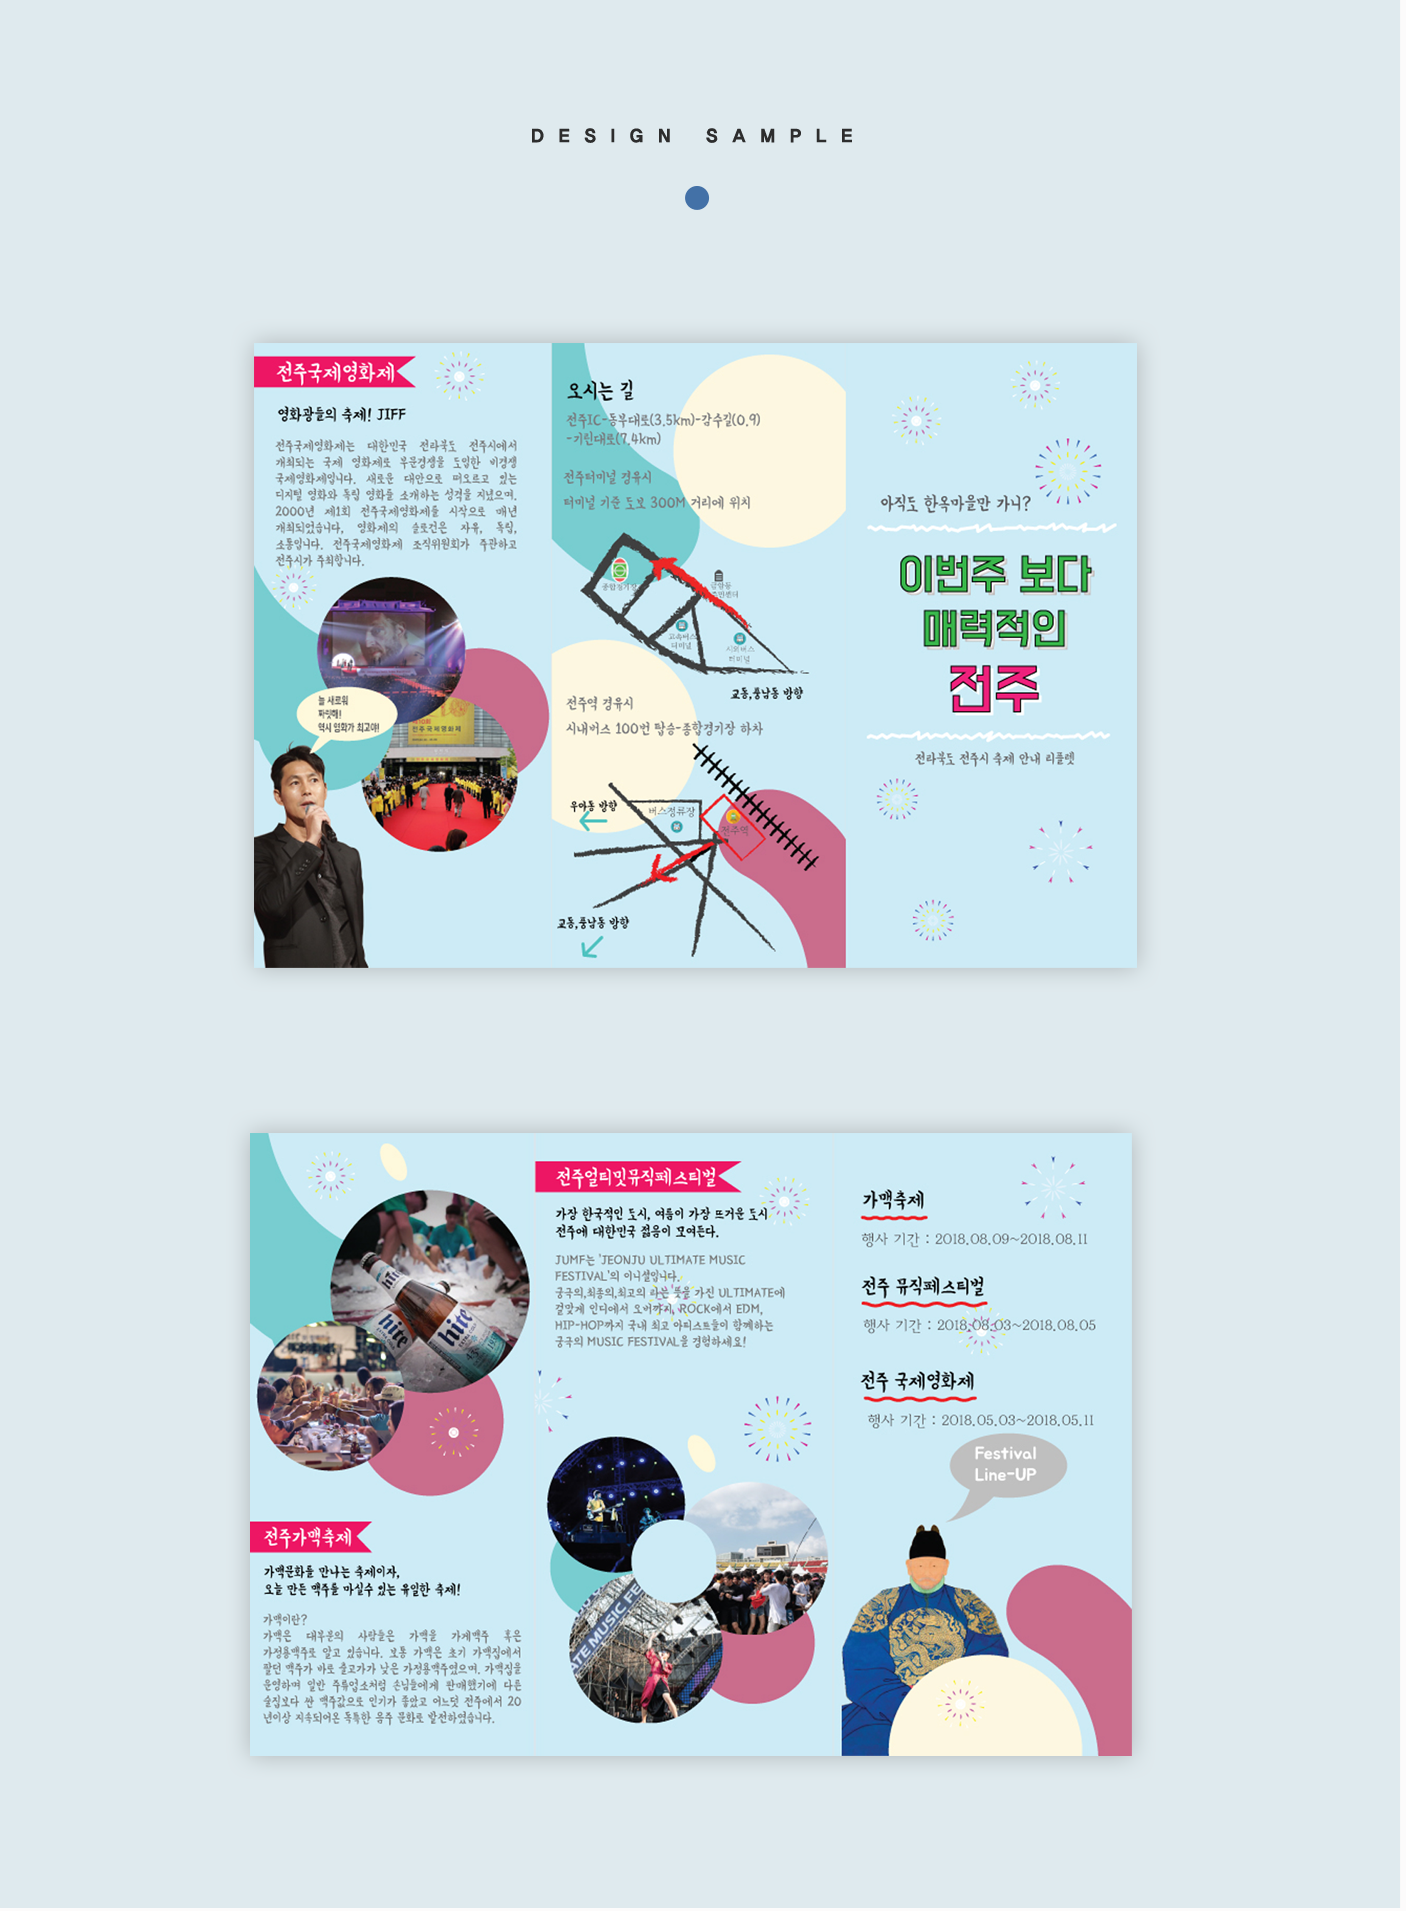 DESIGN SAMPLE
전주국제영화제
영화광들의 축제! JIFF
전주국제영화제는 대한민국 전라북도 전주시에서
개최되는 국제 영화제로 부문경쟁을 도입한 비경쟁
국제영화제입니다. 새로운 대안으로 떠오르고 있는
디지털 영화와 독립 영화를 소개하는 성격을 지녔으며,
2000년 제1회 전주국제영화제를 시작으로 매년
개최되었습니다, 영화제의 슬로건은 자유, 독립,
소통입니다. 전주국제영화제 조직위원회가 주관하고
전주시가 주최합니다.
전주국제영화제
늘 새로워
짜릿해!
역시 영화가 최고야!
오시는 길
전주IC-동부대로(3.5km)-감수길(0.9)
-기린대로(7.4km)
전주터미널 경유시
터미널 기준 도보 300M 거리에 위치
종합경기장
고속버스
터미널
시외버스
터미널
교동,풍남동 방향
전주역 경유시
시내버스 100번 탑승-종합경기장 하차
우아동 방향
버스정류장
전주역
교동,풍남동 방향
아직도 한옥마을만 가니?
이번주 보다
매력적인
전주
전라북도 전주시 축제 안내 리플렛
hite
hite
전주가맥축제
가맥문화를 만나는 축제이자,
오늘 만든 맥주를 마실수 있는 유일한 축제!
가맥이란?
가맥은 대부분의 사람들은 가맥을 가게맥주 혹은
가정용맥주로 알고 있습니다. 보통 가맥은 초기 가맥집에서
팔던 맥주가 바로 출고가가 낮은 가정용맥주였으며, 가맥집을
운영하며 일반 주류업소처럼 손님들에게 판매했기에 다른
술집보다 싼 맥주값으로 인기가 좋았고 어느덧 전주에서 20
년이상 지속되어온 독특한 음주 문화로 발전하였습니다.
전주얼티밋뮤직페스티벌
가장 한국적인 도시, 여름이 가장 뜨거운 도시
전주에 대한민국 젊음이 모여든다.
JUMF는 'JEONJU ULTIMATE MUSIC
FESTIVAL'의 이니셜입니다.
궁극의,최종의,최고의 라는 뜻을 가진 ULTIMATE에
걸맞게 인디에서 오버까지, ROCK에서 EDM,
HIP-HOP까지 국내 최고 아티스트들이 함께하는
궁극의 MUSIC FESTIVAL을 경험하세요!
ATE MUSIC FE
가맥축제
행사 기간 : 2018.08.09~2018.08.11
전주 뮤직페스티벌
행사 기간 : 2018.08.03~2018.08.05
전주 국제영화제
행사 기간 : 2018.05.03~2018.05.11
Festival
Line-UP